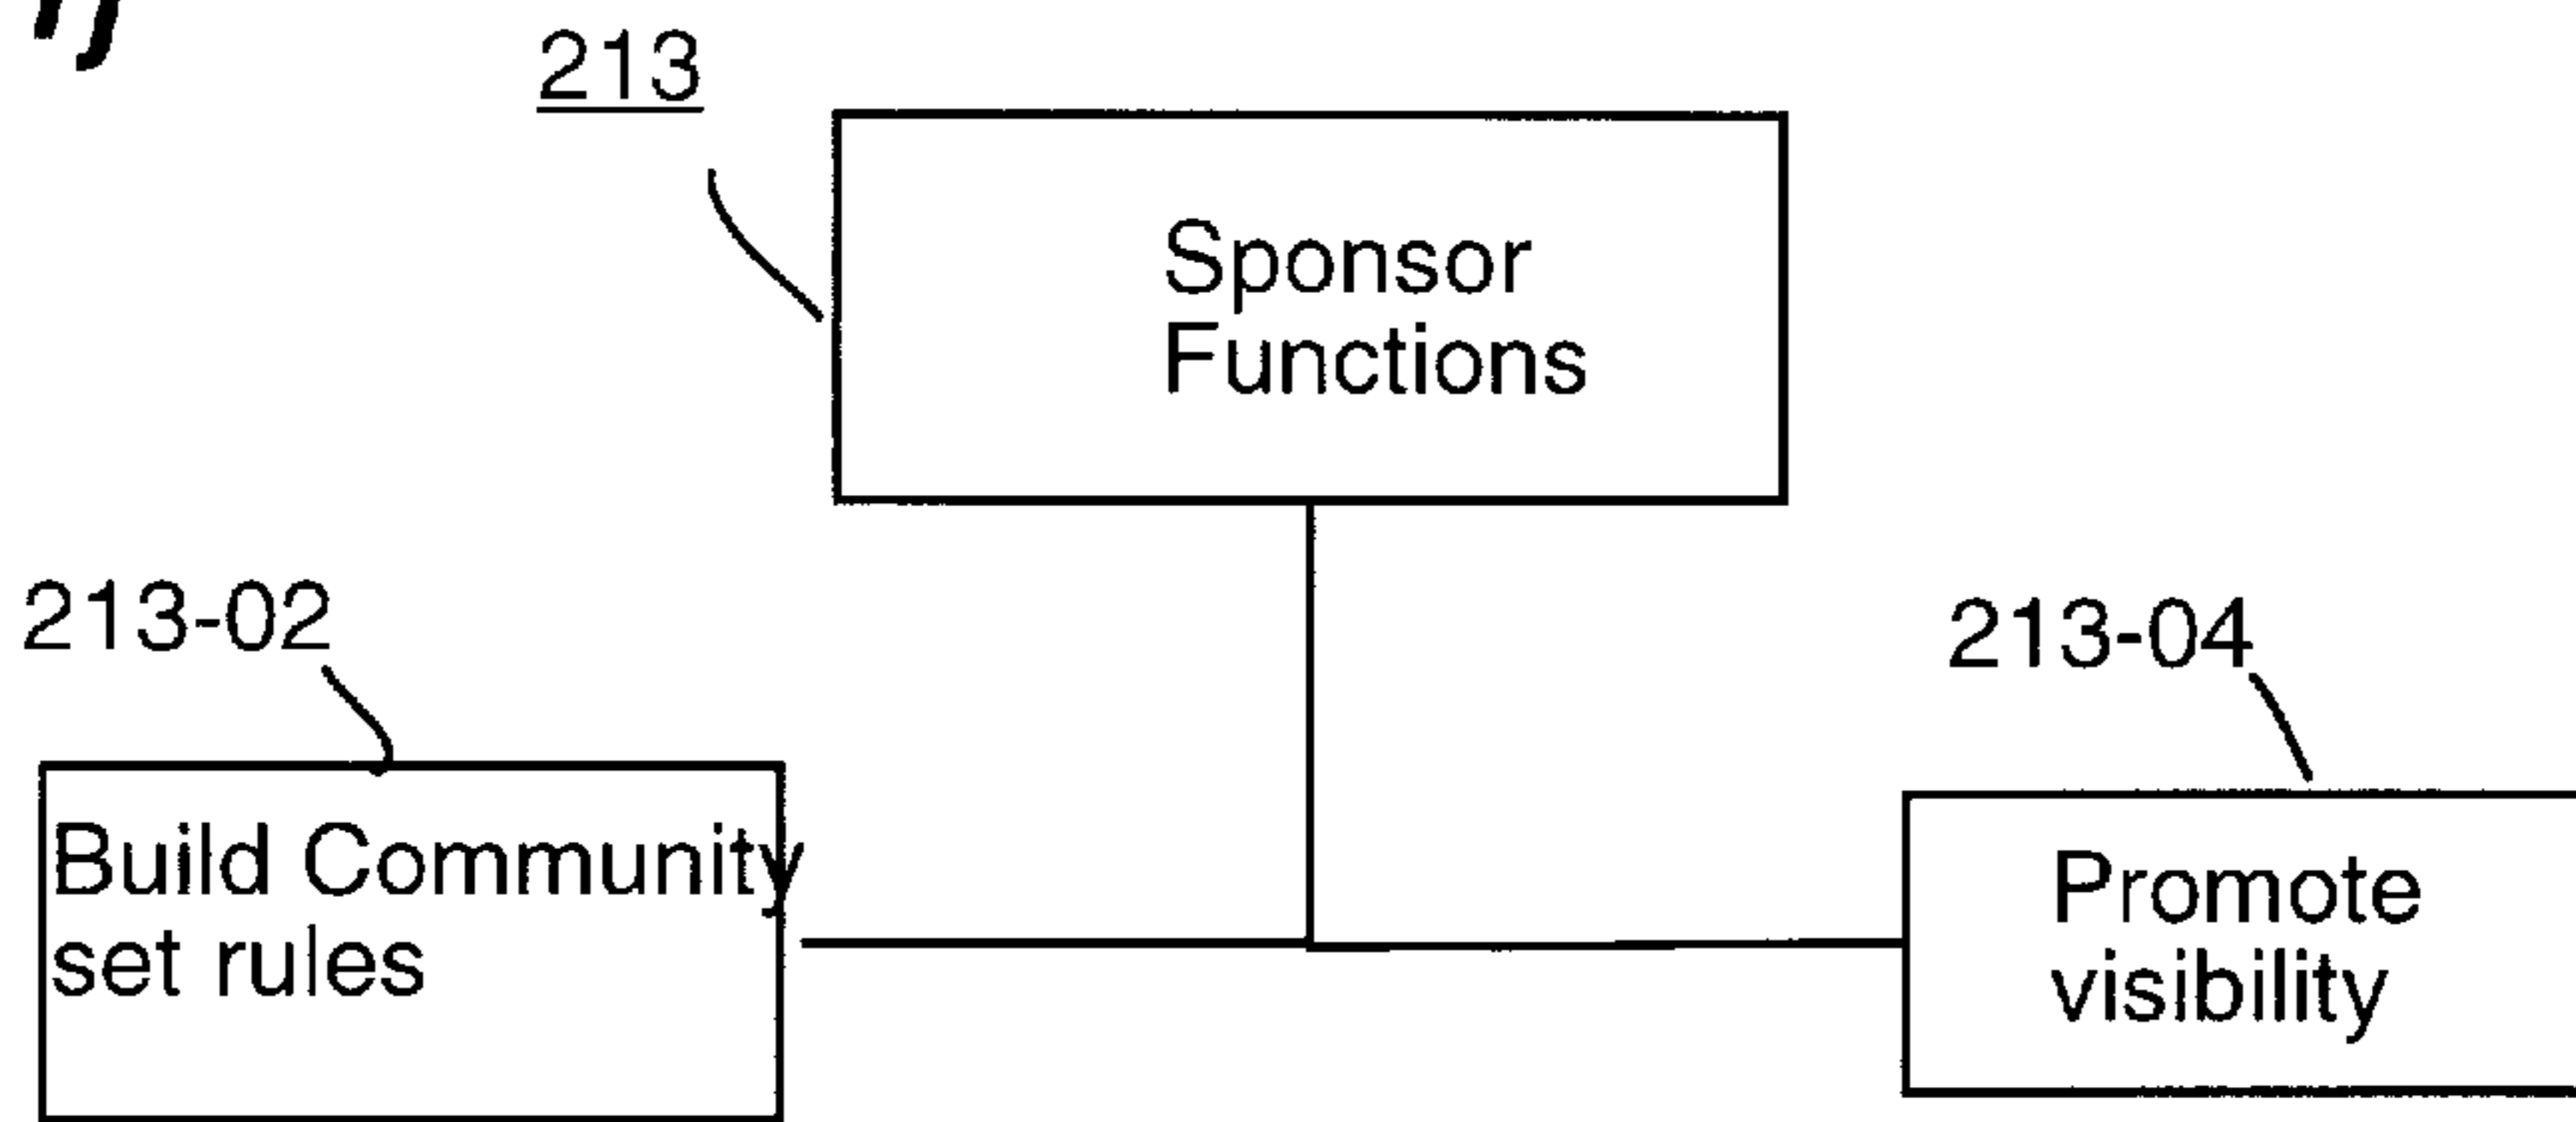 213
Sponsor
Functions
213-02
213-04
Build Community
set rules
Promote
visibility